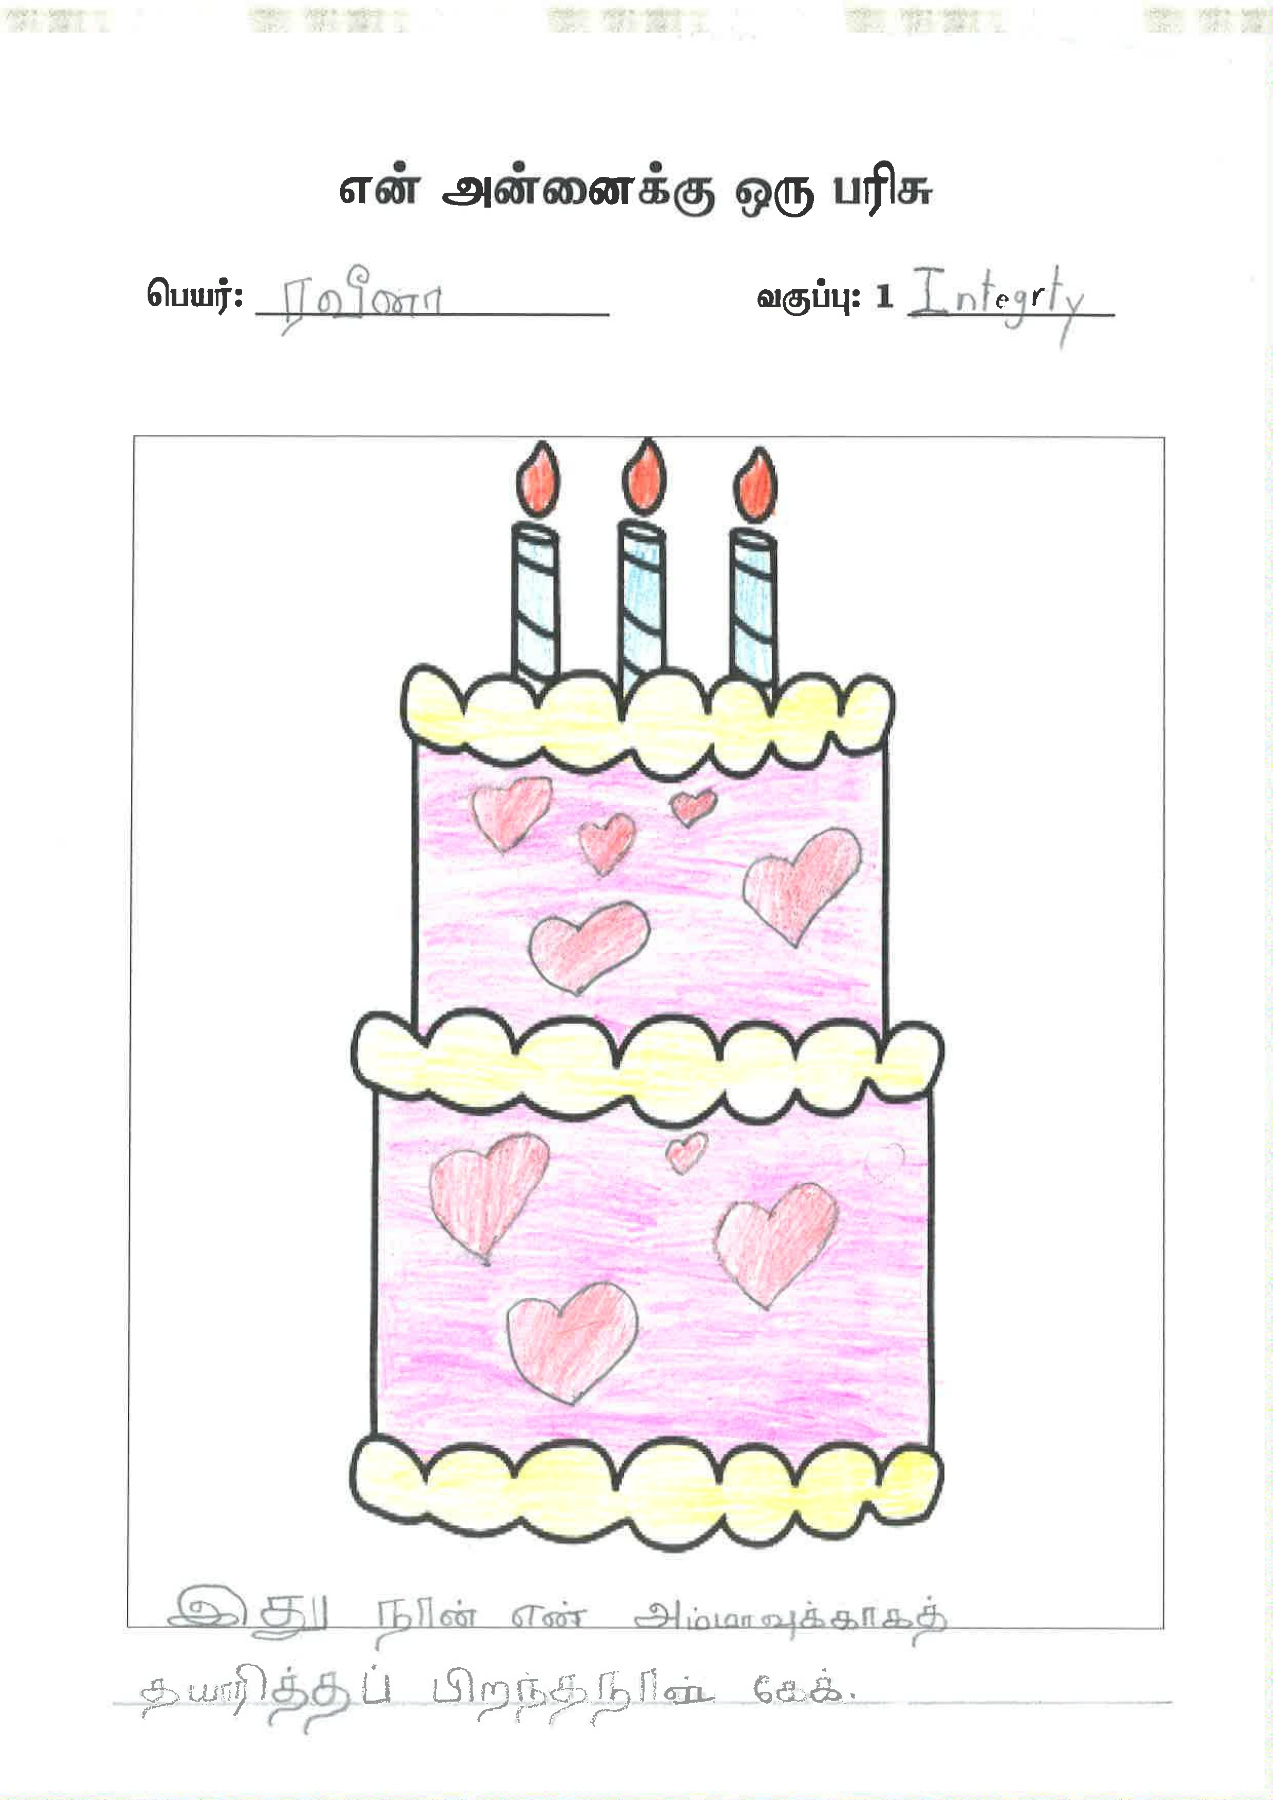 என் அன்னைக்கு ஒரு பரிசு
பெயர்: ரவீனா வகுப்பு: 1 Integrty
இது நான் என் அம்மாவுக்காகத்
தயாரித்தப் பிறந்தநாள் கேக்.